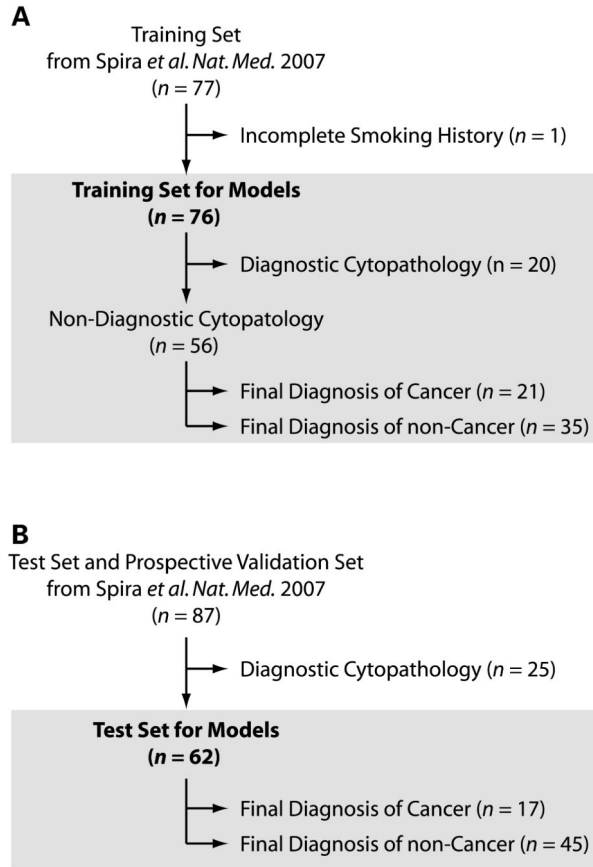 A
Training Set
from Spira et al. Nat. Med. 2007
(n = 77)
Incomplete Smoking History (n = 1)
Training Set for Models
(n = 76)
Diagnostic Cytopathology (n = 20)
Non-Diagnostic Cytopatology
(n = 56)
Final Diagnosis of Cancer (n = 21)
Final Diagnosis of non-Cancer (n = 35)
B
Test Set and Prospective Validation Set
from Spira et al. Nat. Med. 2007
(n = 87)
Diagnostic Cytopathology (n = 25)
Test Set for Models
(n = 62)
Final Diagnosis of Cancer (n = 17)
Final Diagnosis of non-Cancer (n = 45)